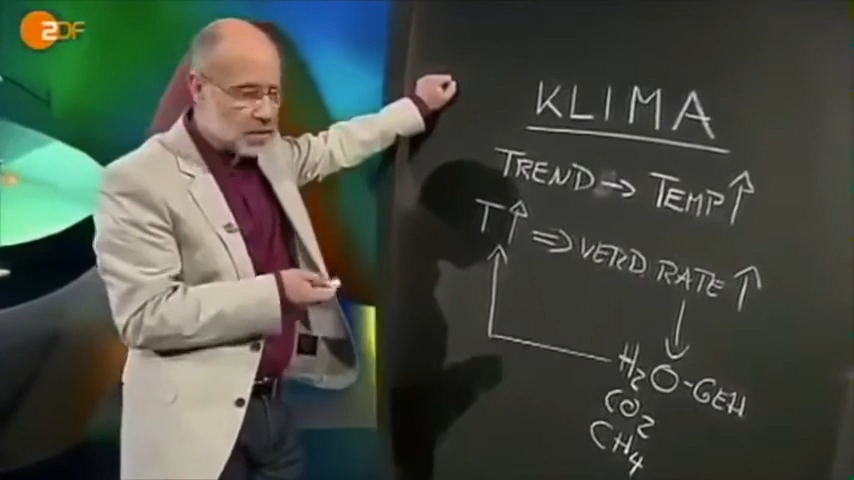 ZDF
KLIMA
TREND → TEMP ↑
T ↑ ⇒ VERD. RATE ↑
H₂O-GEH
CO₂
CH₄